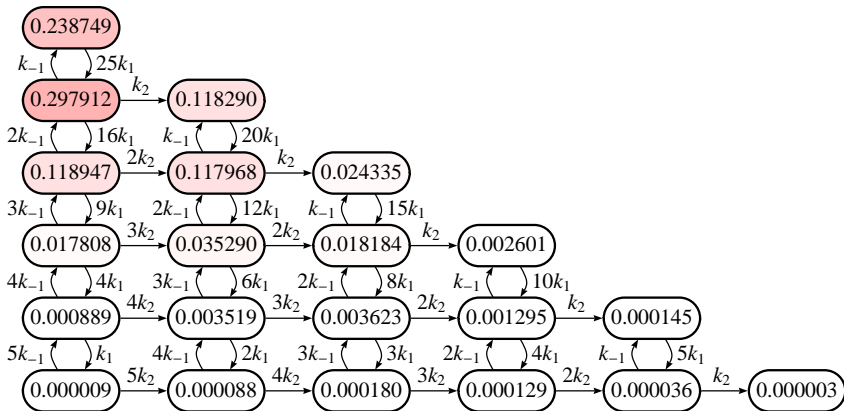 0.238749
k₋₁ 25k₁
k₂
0.297912 0.118290
2k₋₁ 16k₁ k₋₁ 20k₁
2k₂ k₂
0.118947 0.117968 0.024335
3k₋₁ 9k₁ 2k₋₁ 12k₁ k₋₁ 15k₁
3k₂ 2k₂ k₂
0.017808 0.035290 0.018184 0.002601
4k₋₁ 4k₁ 3k₋₁ 6k₁ 2k₋₁ 8k₁ k₋₁ 10k₁
4k₂ 3k₂ 2k₂ k₂
0.000889 0.003519 0.003623 0.001295 0.000145
5k₋₁ k₁ 4k₋₁ 2k₁ 3k₋₁ 3k₁ 2k₋₁ 4k₁ k₋₁ 5k₁
5k₂ 4k₂ 3k₂ 2k₂ k₂
0.000009 0.000088 0.000180 0.000129 0.000036 0.000003